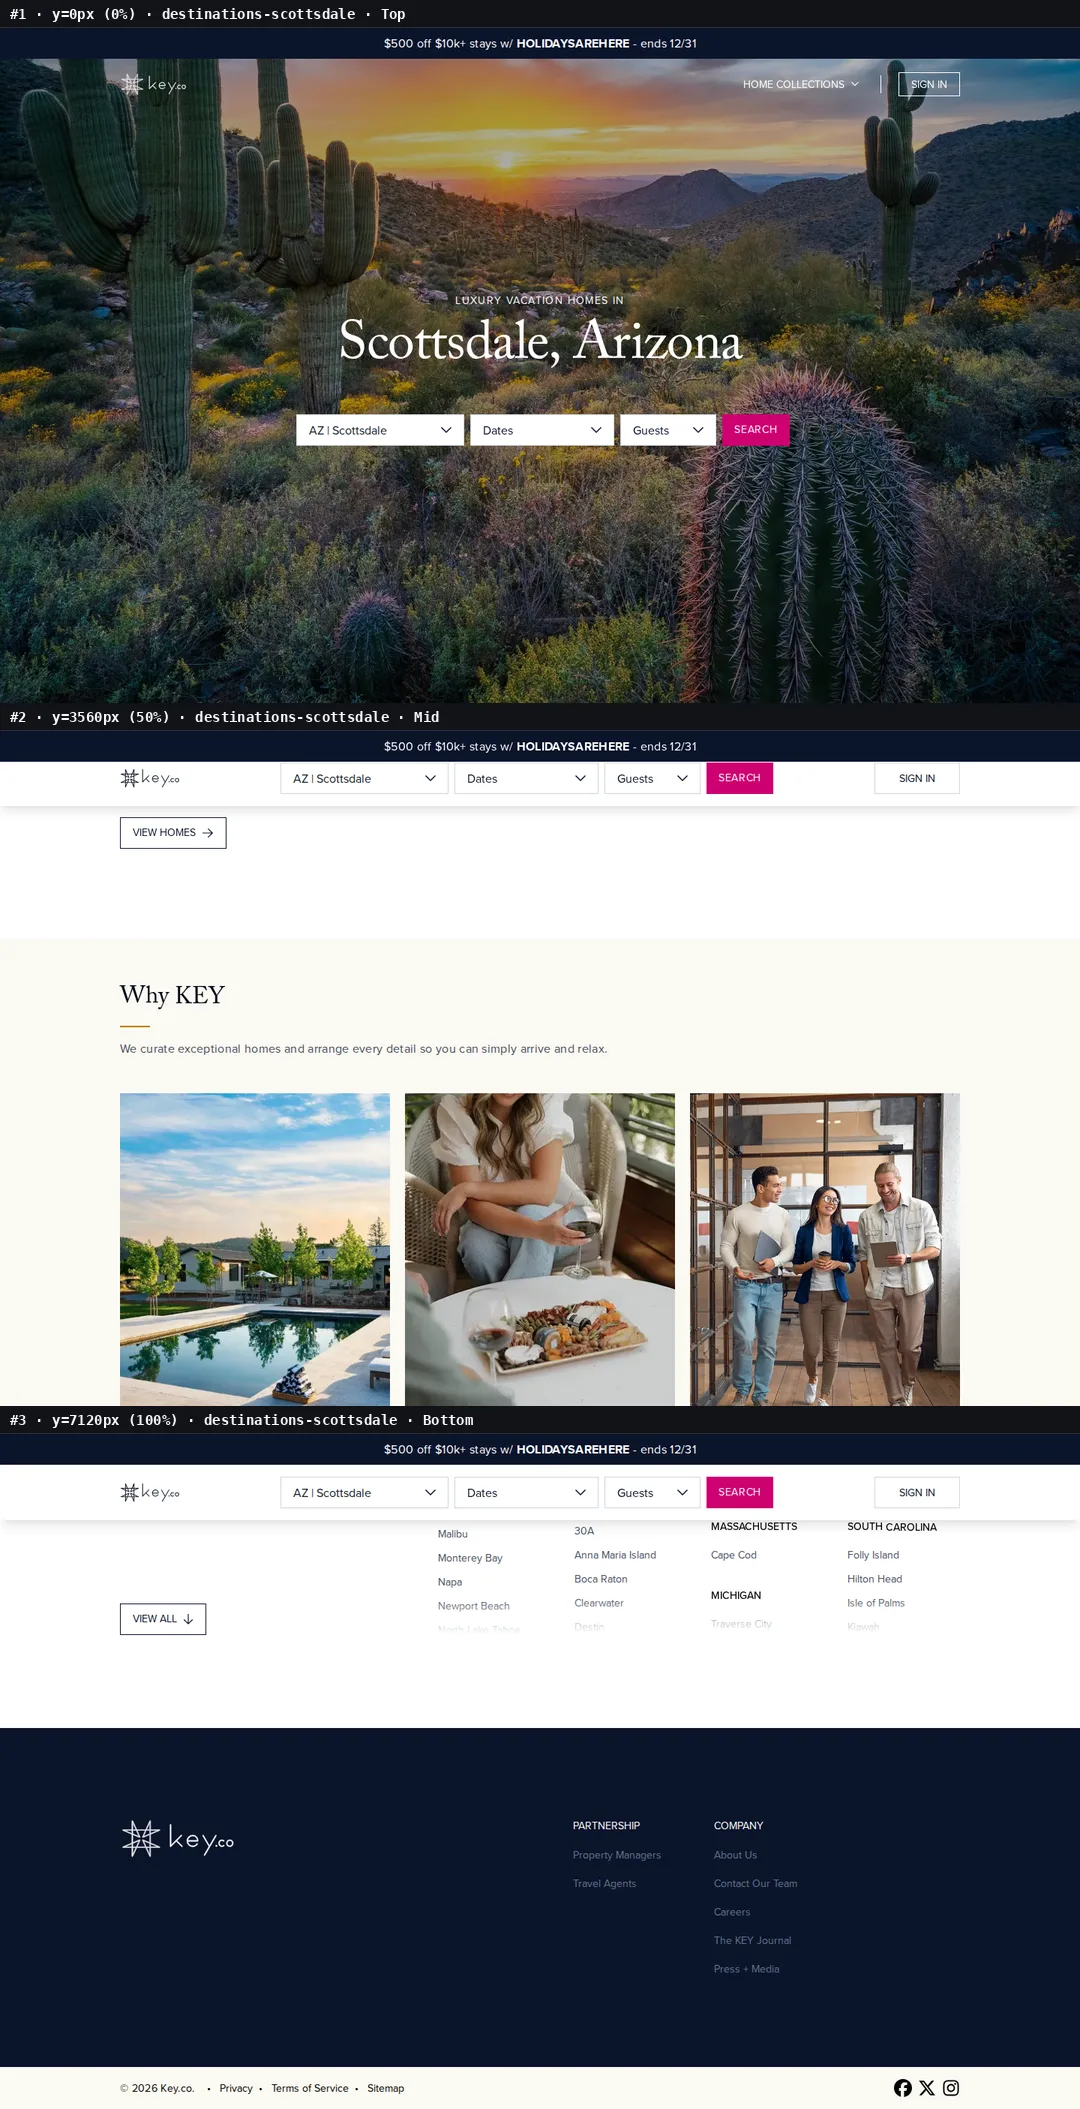 #1 · y=0px (0%) · destinations-scottsdale · Top
$500 off $10k+ stays w/ HOLIDAYSAREHERE - ends 12/31
key.co
HOME COLLECTIONS
SIGN IN
LUXURY VACATION HOMES IN
Scottsdale, Arizona
AZ | Scottsdale
Dates
Guests
SEARCH
#2 · y=3560px (50%) · destinations-scottsdale · Mid
$500 off $10k+ stays w/ HOLIDAYSAREHERE - ends 12/31
key.co
AZ | Scottsdale
Dates
Guests
SEARCH
SIGN IN
VIEW HOMES
Why KEY
We curate exceptional homes and arrange every detail so you can simply arrive and relax.
#3 · y=7120px (100%) · destinations-scottsdale · Bottom
$500 off $10k+ stays w/ HOLIDAYSAREHERE - ends 12/31
key.co
AZ | Scottsdale
Dates
Guests
SEARCH
SIGN IN
VIEW ALL
Malibu
Monterey Bay
Napa
Newport Beach
North Lake Tahoe
30A
Anna Maria Island
Boca Raton
Clearwater
Destin
MASSACHUSETTS
Cape Cod
MICHIGAN
Traverse City
SOUTH CAROLINA
Folly Island
Hilton Head
Isle of Palms
Kiawah
key.co
PARTNERSHIP
Property Managers
Travel Agents
COMPANY
About Us
Contact Our Team
Careers
The KEY Journal
Press + Media
© 2026 Key.co. • Privacy • Terms of Service • Sitemap